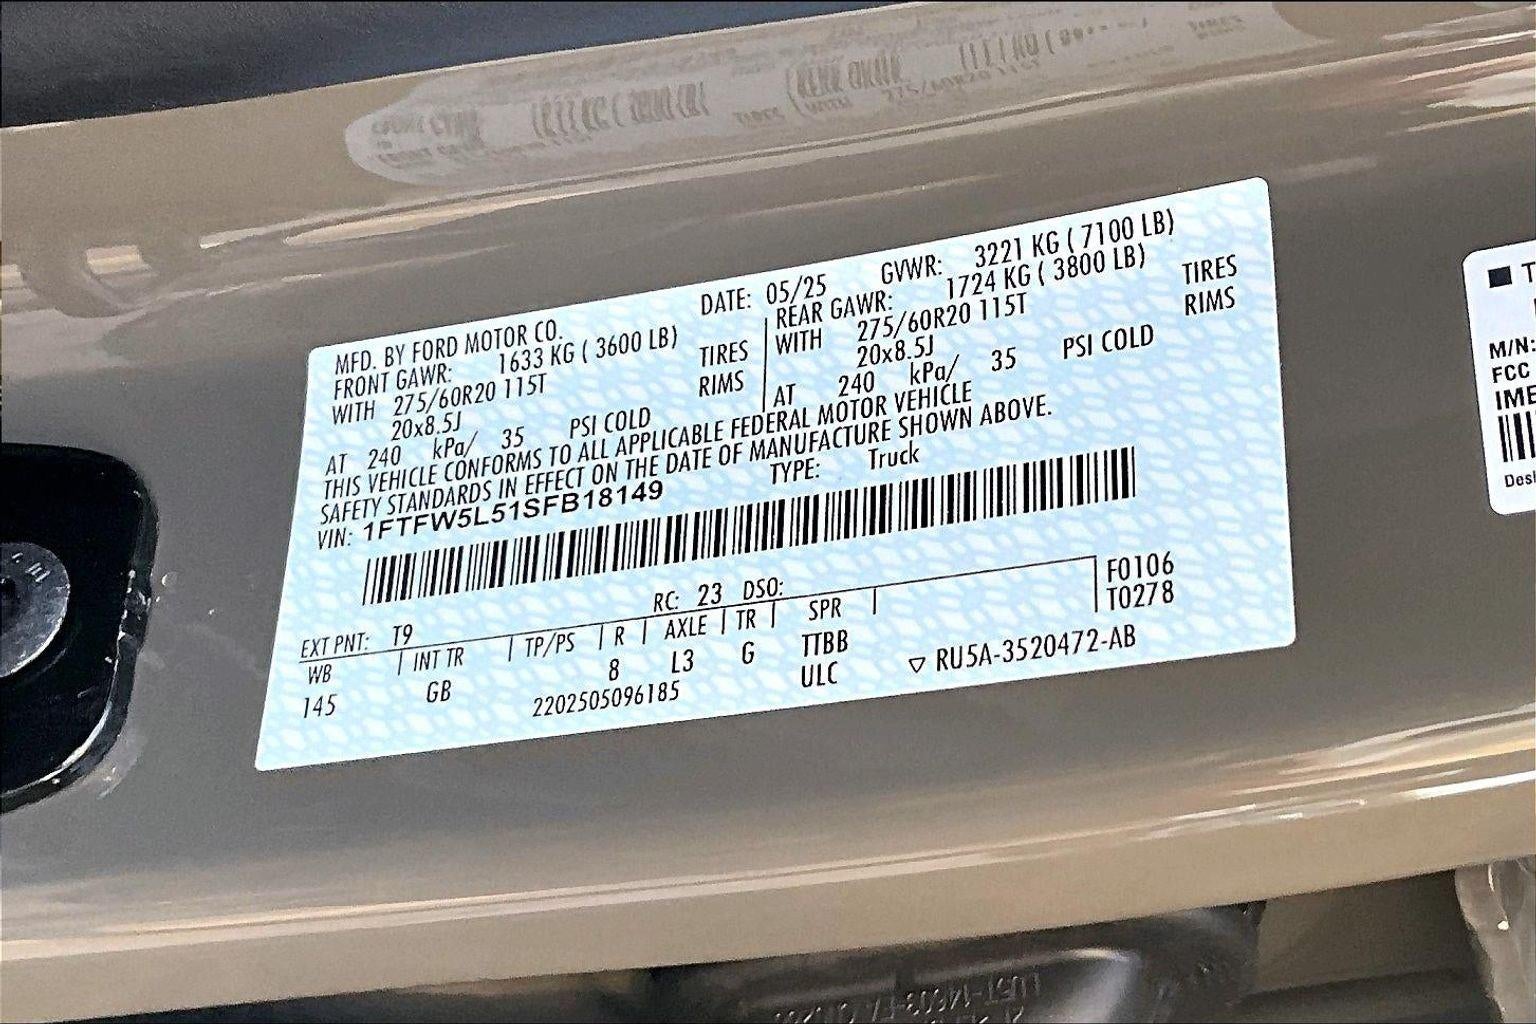 MFD. BY FORD MOTOR CO. DATE: 05/25 GVWR: 3221 KG ( 7100 LB)
FRONT GAWR: 1633 KG ( 3600 LB) REAR GAWR: 1724 KG ( 3800 LB)
WITH 275/60R20 115T TIRES WITH 275/60R20 115T TIRES
20x8.5J RIMS 20x8.5J RIMS
AT 240 kPa/ 35 PSI COLD AT 240 kPa/ 35 PSI COLD
THIS VEHICLE CONFORMS TO ALL APPLICABLE FEDERAL MOTOR VEHICLE
SAFETY STANDARDS IN EFFECT ON THE DATE OF MANUFACTURE SHOWN ABOVE.
VIN: 1FTFW5L51SFB18149 TYPE: Truck
EXT PNT: T9 RC: 23 DSO: F0106
WB INT TR TP/PS R AXLE TR SPR T0278
145 GB 8 L3 G TTBB
2202505096185 ULC ▽ RU5A-3520472-AB
M/N:
FCC